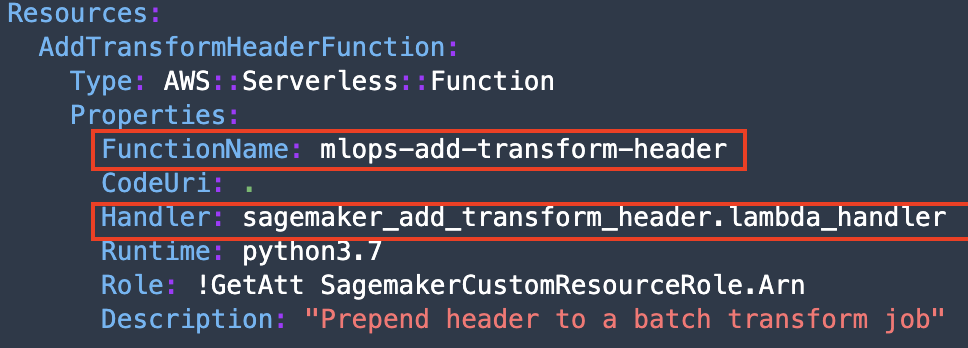 Resources:
AddTransformHeaderFunction:
Type: AWS::Serverless::Function
Properties:
FunctionName: mlops-add-transform-header
CodeUri: .
Handler: sagemaker_add_transform_header.lambda_handler
Runtime: python3.7
Role: !GetAtt SagemakerCustomResourceRole.Arn
Description: "Prepend header to a batch transform job"